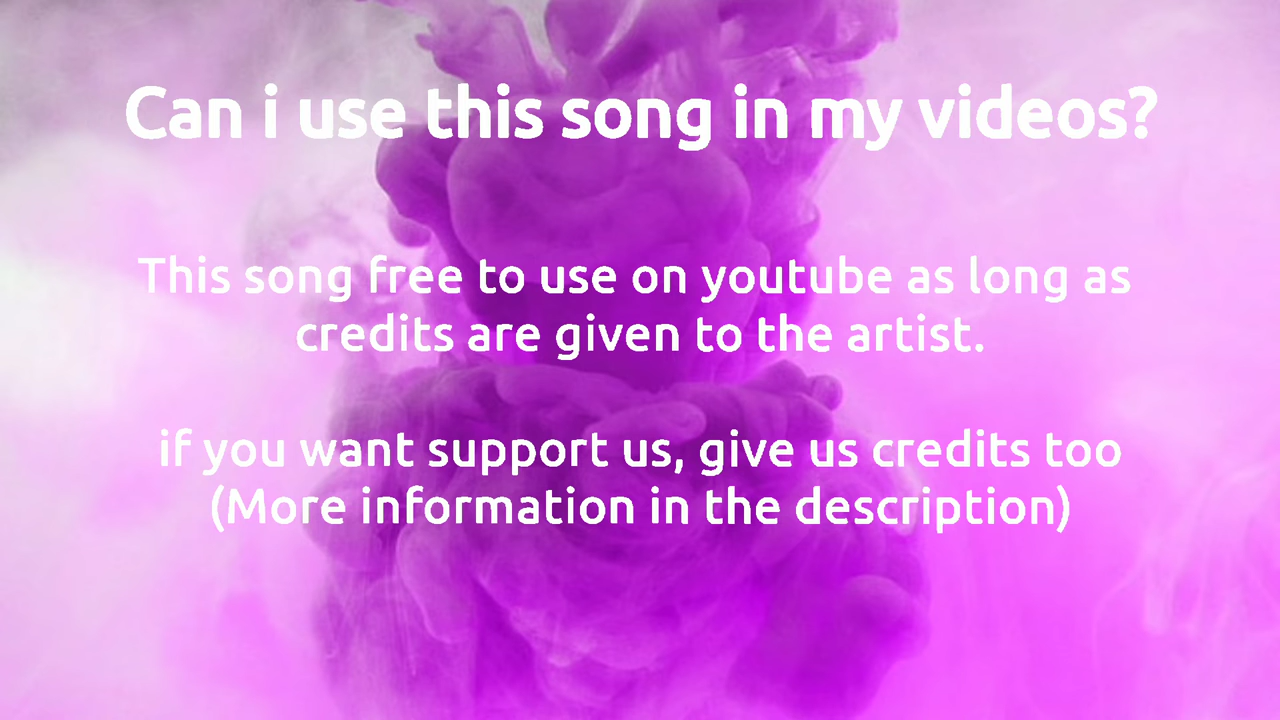 Can i use this song in my videos?
This song free to use on youtube as long as
credits are given to the artist.
if you want support us, give us credits too
(More information in the description)